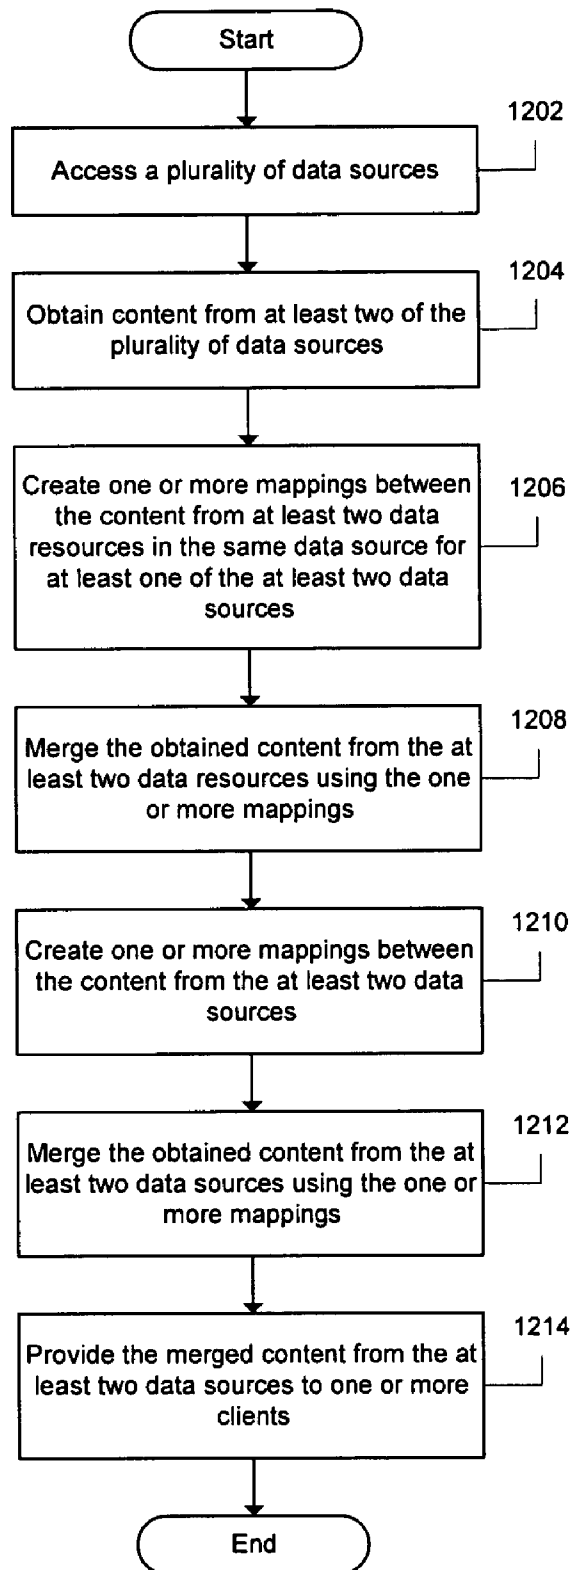 Start
1202
Access a plurality of data sources
1204
Obtain content from at least two of the
plurality of data sources
1206
Create one or more mappings between
the content from at least two data
resources in the same data source for
at least one of the at least two data
sources
1208
Merge the obtained content from the at
least two data resources using the one
or more mappings
1210
Create one or more mappings between
the content from the at least two data
sources
1212
Merge the obtained content from the at
least two data sources using the one or
more mappings
1214
Provide the merged content from the at
least two data sources to one or more
clients
End